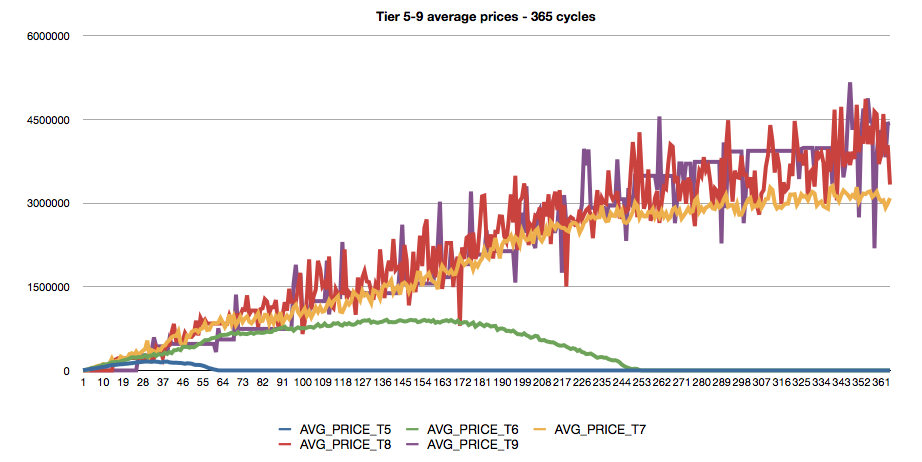 Tier 5-9 average prices - 365 cycles
6000000
4500000
3000000
1500000
0
1 10 19 28 37 46 55 64 73 82 91 100 109 118 127 136 145 154 163 172 181 190 199 208 217 226 235 244 253 262 271 280 289 298 307 316 325 334 343 352 361
AVG_PRICE_T5 AVG_PRICE_T6 AVG_PRICE_T7
AVG_PRICE_T8 AVG_PRICE_T9